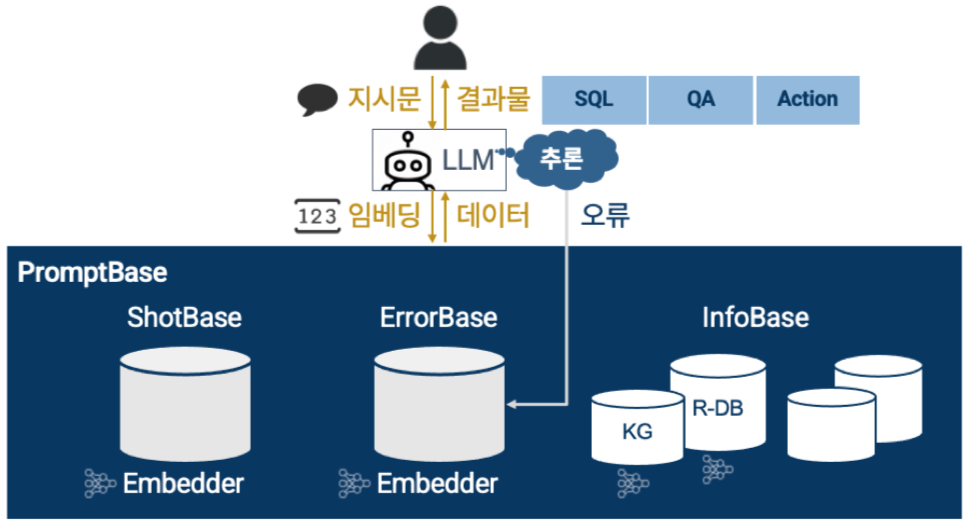 지시문 결과물 SQL QA Action
LLM 추론
123 임베딩 데이터 오류
PromptBase
ShotBase ErrorBase InfoBase
R-DB
KG
Embedder Embedder